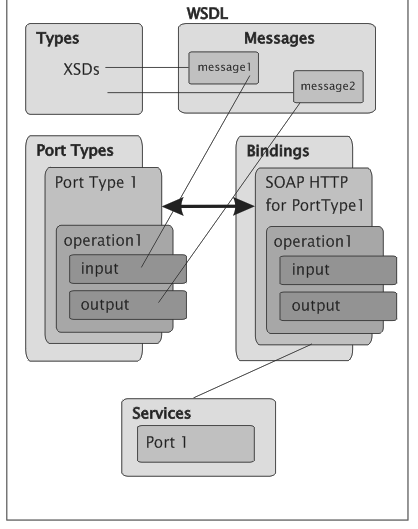 WSDL
Types
XSDs
Messages
message1
message2
Port Types
Port Type 1
operation1
input
output
Bindings
SOAP HTTP
for PortType1
operation1
input
output
Services
Port 1